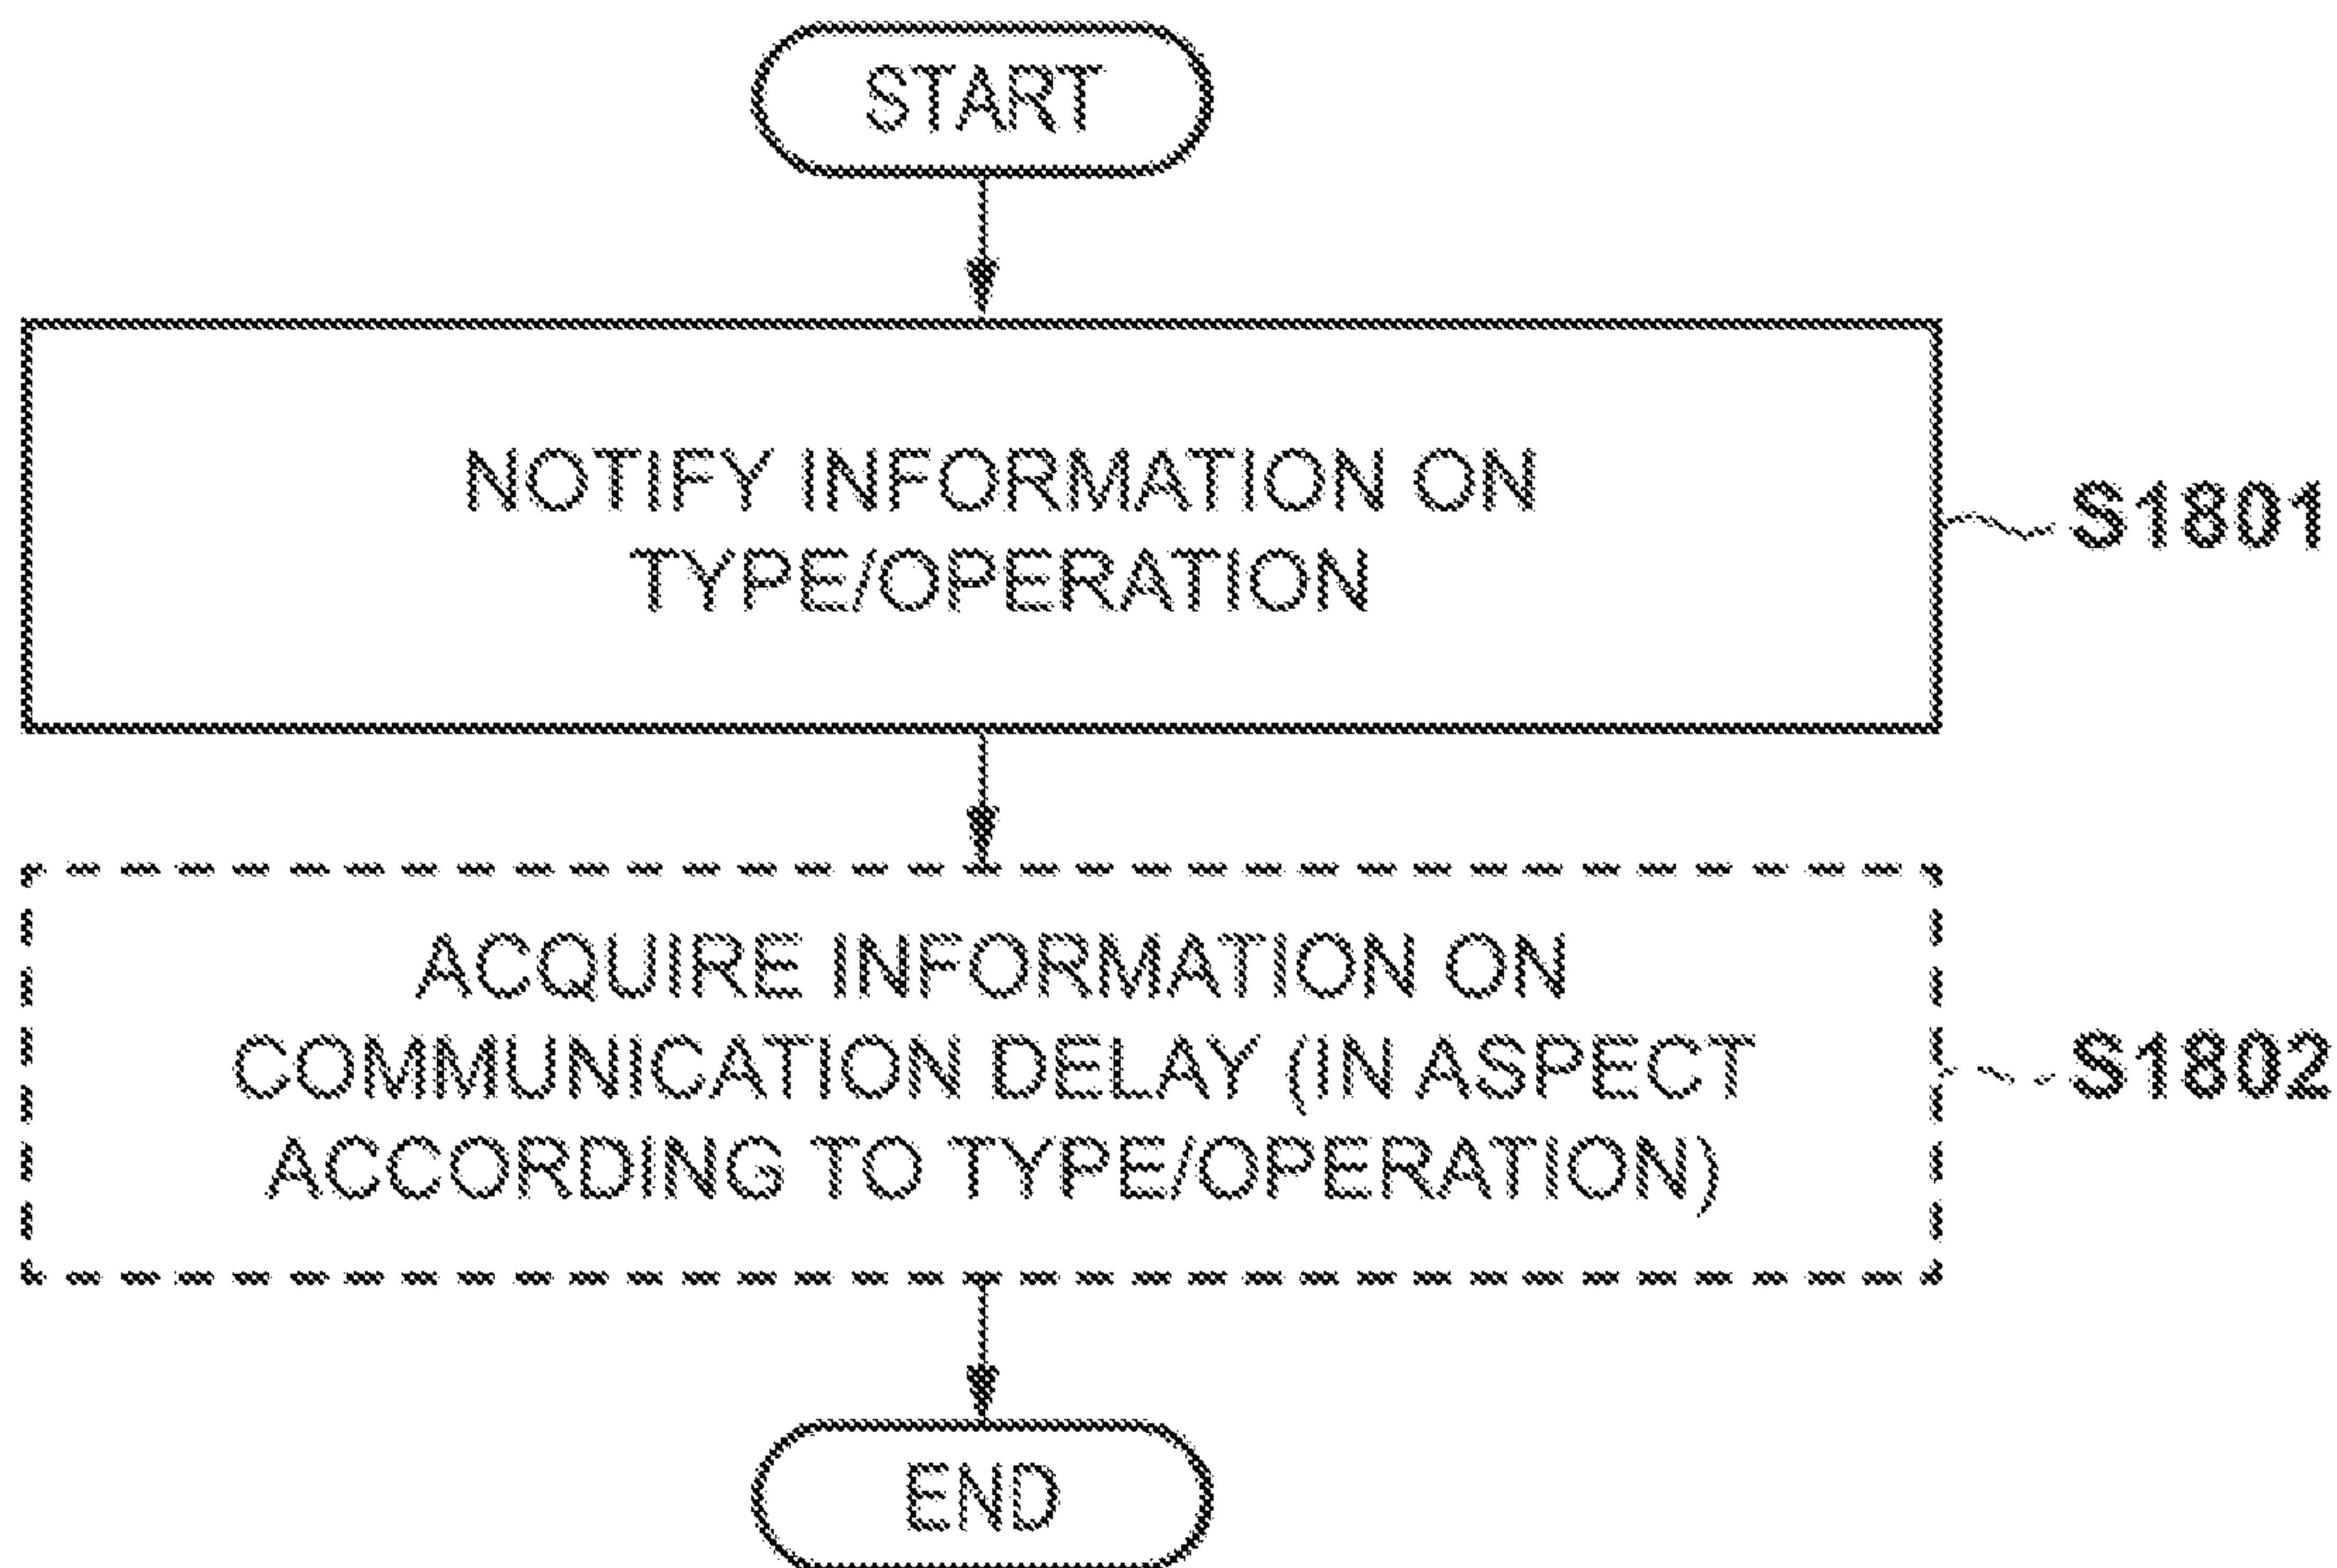 START
NOTIFY INFORMATION ON
TYPE/OPERATION
S1801
ACQUIRE INFORMATION ON
COMMUNICATION DELAY (IN ASPECT
ACCORDING TO TYPE/OPERATION)
S1802
END